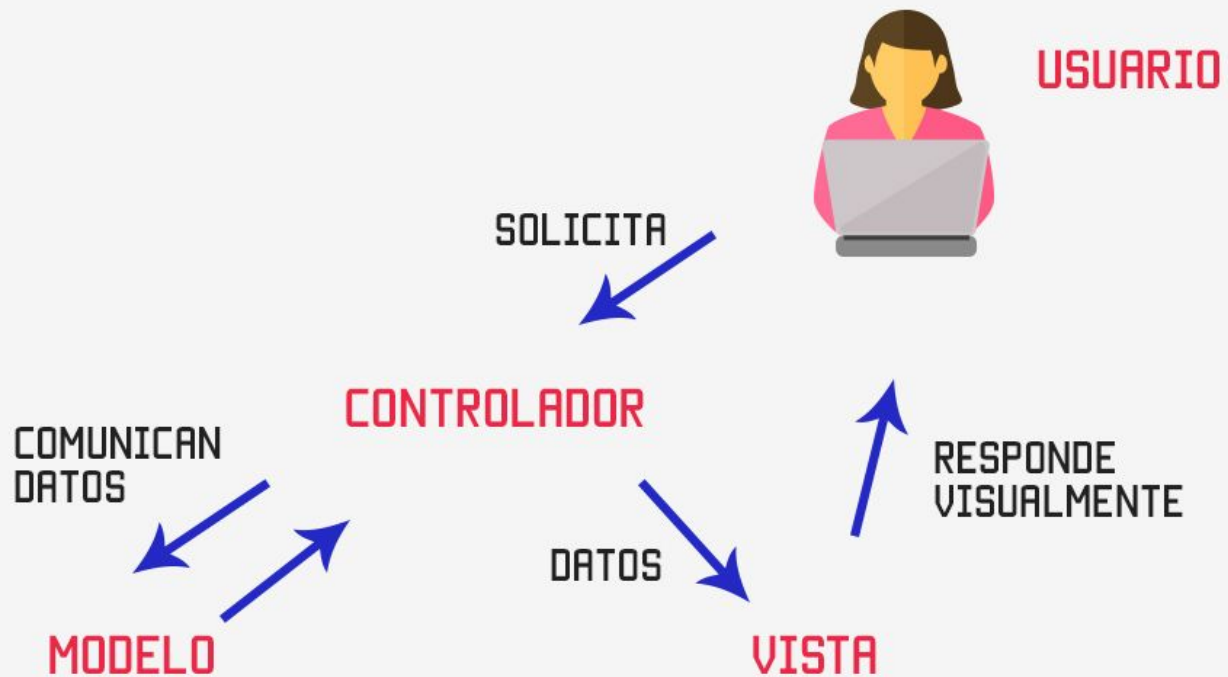 USUARIO
SOLICITA
CONTROLADOR
COMUNICAN
DATOS
RESPONDE
VISUALMENTE
DATOS
MODELO
VISTA